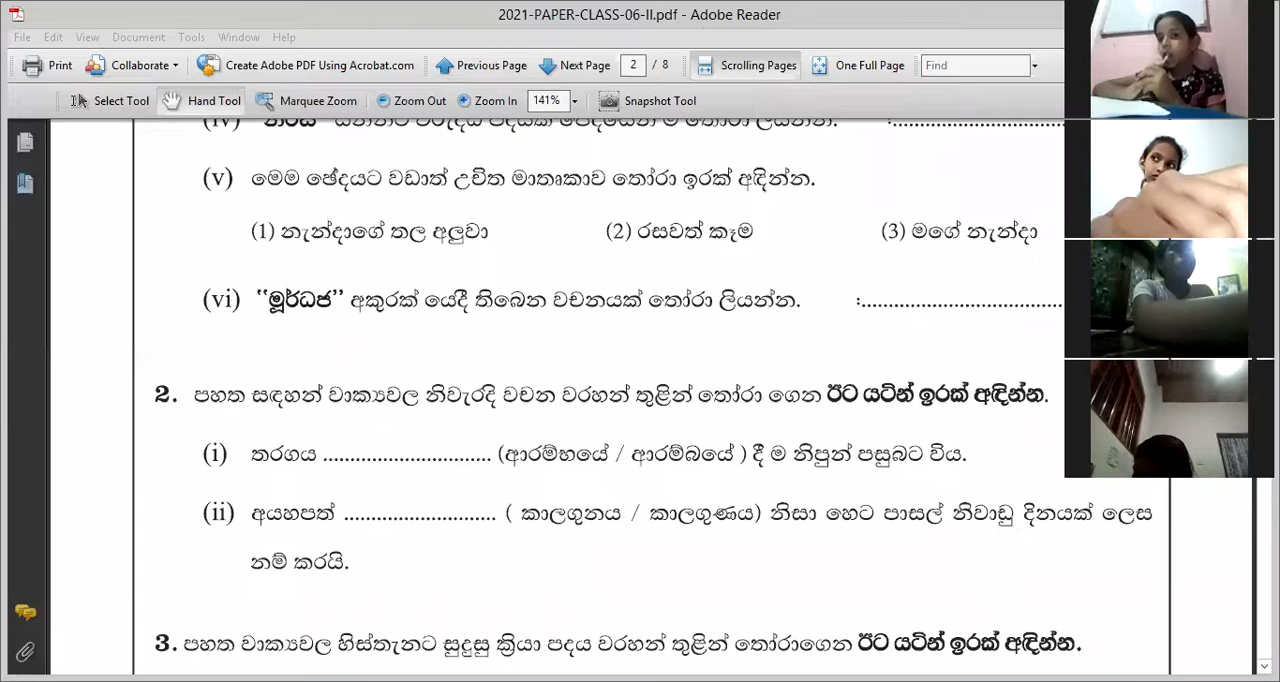 2021-PAPER-CLASS-06-II.pdf - Adobe Reader
File Edit View Document Tools Window Help
Print Collaborate Create Adobe PDF Using Acrobat.com Previous Page Next Page 2 / 8 Scrolling Pages One Full Page Find
Select Tool Hand Tool Marquee Zoom Zoom Out Zoom In 141% Snapshot Tool
(v) මෙම ඡේදයට වඩාත් උචිත මාතෘකාව තෝරා ඉරක් අඳින්න.
(1) නැන්දාගේ තල අලුවා (2) රසවත් කෑම (3) මගේ නැන්දා
(vi) "මූර්ධජ" අකුරක් යෙදී තිබෙන වචනයක් තෝරා ලියන්න. :......................................
2. පහත සඳහන් වාක්‍යවල නිවැරදි වචන වරහන් තුළින් තෝරා ගෙන ඊට යටින් ඉරක් අඳින්න.
(i) තරගය ............................... (ආරම්භයේ / ආරම්බයේ ) දී ම නිපුන් පසුබට විය.
(ii) අයහපත් ............................ ( කාලගුනය / කාලගුණය) නිසා හෙට පාසල් නිවාඩු දිනයක් ලෙස
නම් කරයි.
3. පහත වාක්‍යවල හිස්තැනට සුදුසු ක්‍රියා පදය වරහන් තුළින් තෝරාගෙන ඊට යටින් ඉරක් අඳින්න.